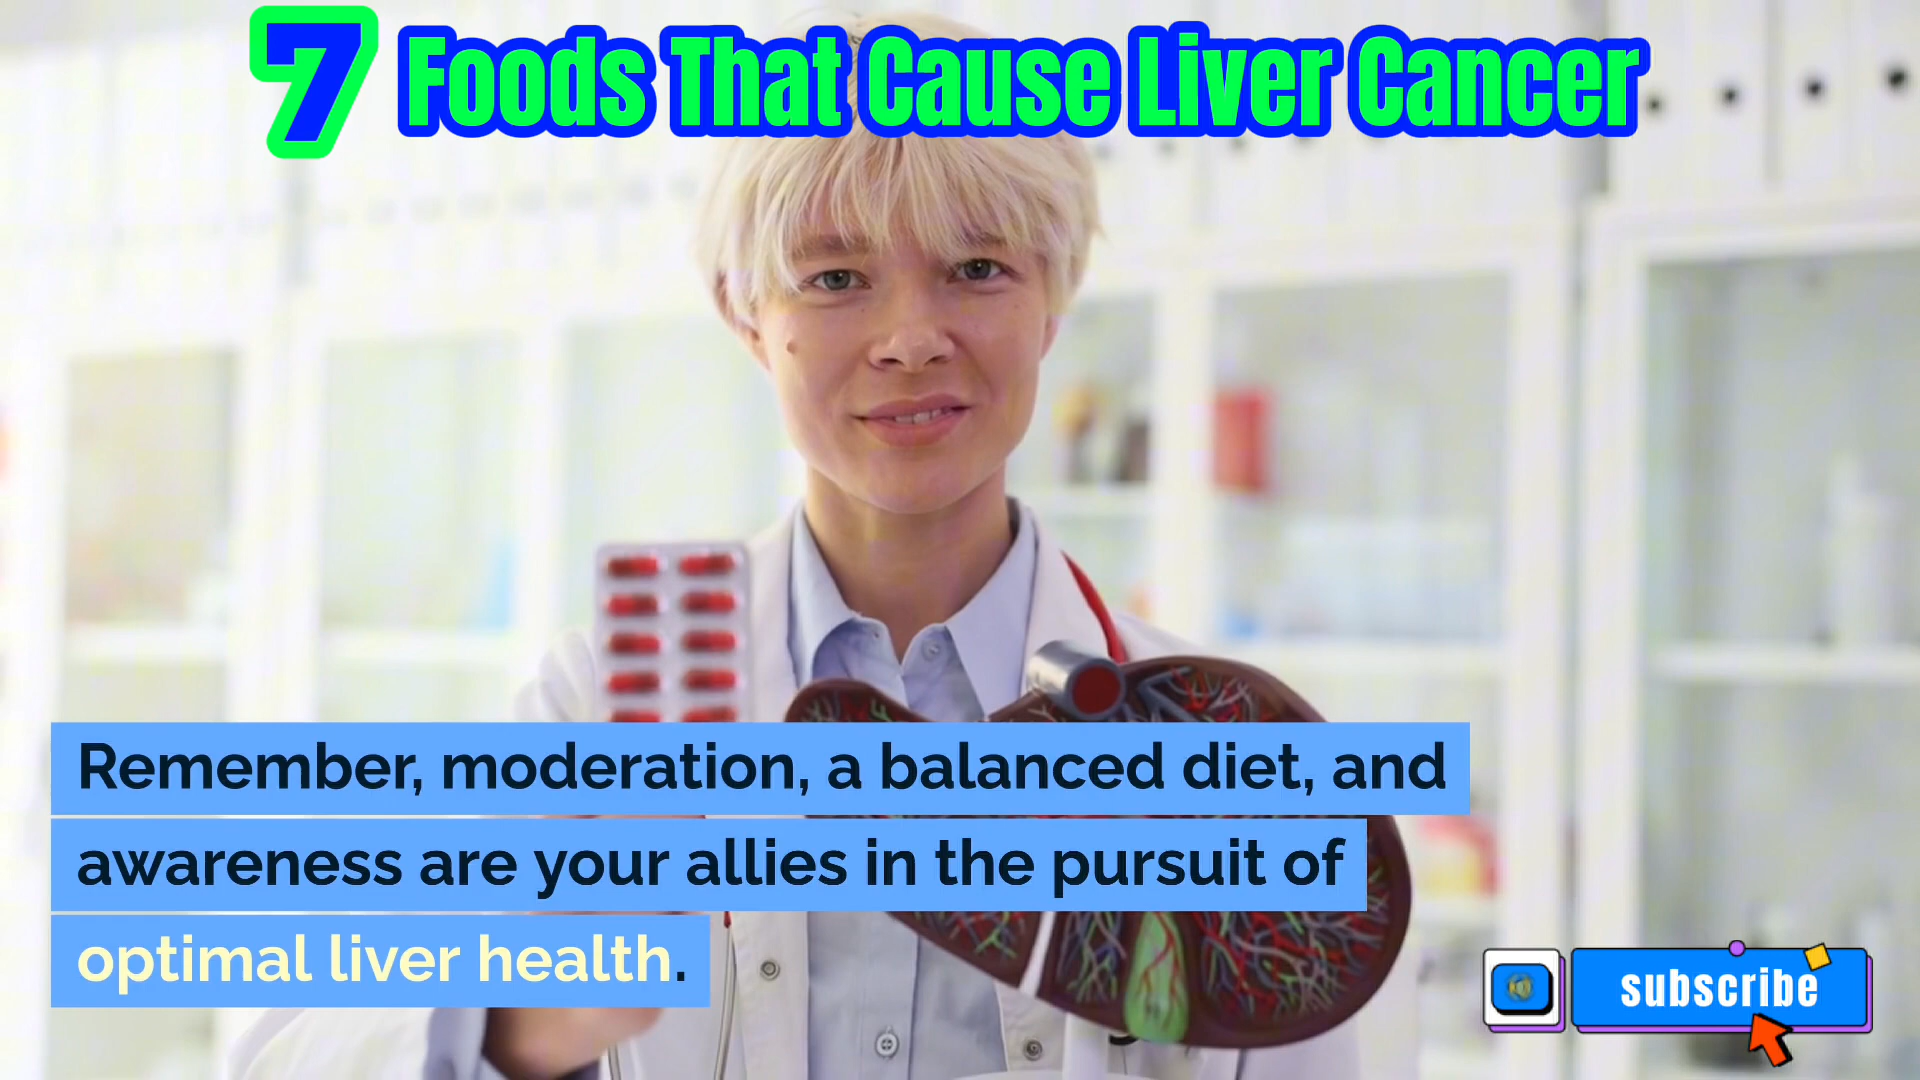 7 Foods That Cause Liver Cancer
Remember, moderation, a balanced diet, and
awareness are your allies in the pursuit of
optimal liver health.
subscribe